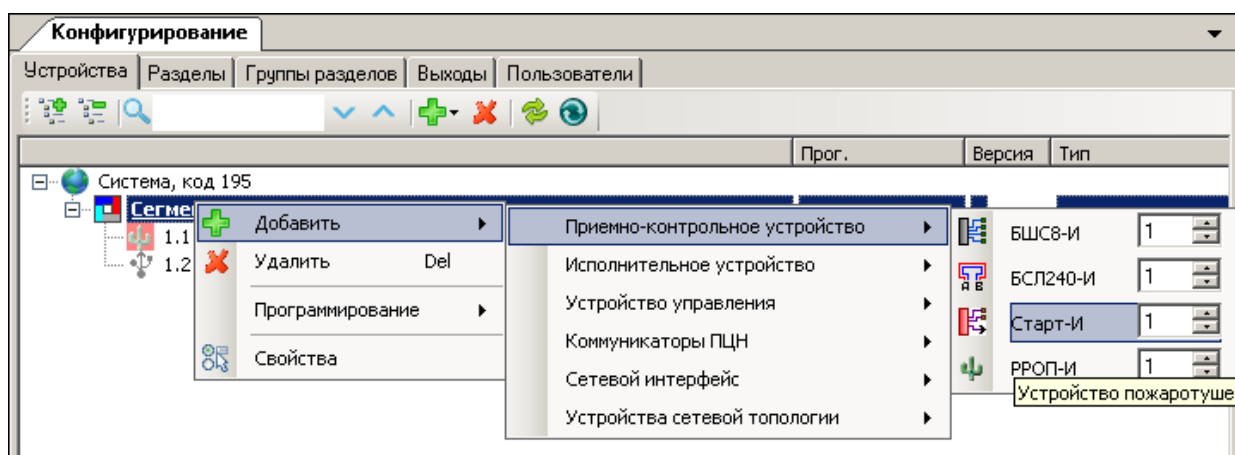 Конфигурирование
Устройства Разделы Группы разделов Выходы Пользователи
Прог. Версия Тип
Система, код 195
Сегме
1.1
1.2
Добавить
Удалить Del
Программирование
Свойства
Приемно-контрольное устройство
Исполнительное устройство
Устройство управления
Коммуникаторы ПЦН
Сетевой интерфейс
Устройства сетевой топологии
БШС8-И 1
БСЛ240-И 1
Старт-И 1
РРОП-И 1
Устройство пожаротуше